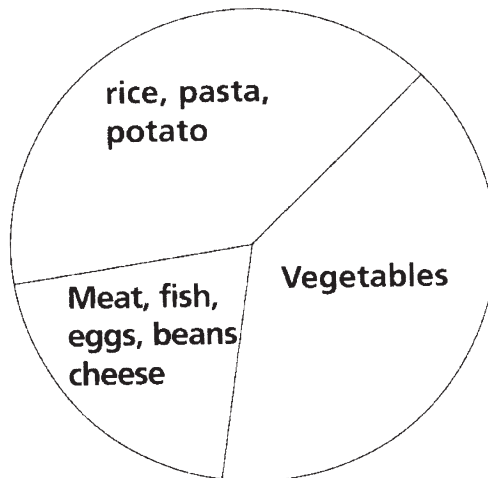 rice, pasta,
potato
Vegetables
Meat, fish,
eggs, beans
cheese